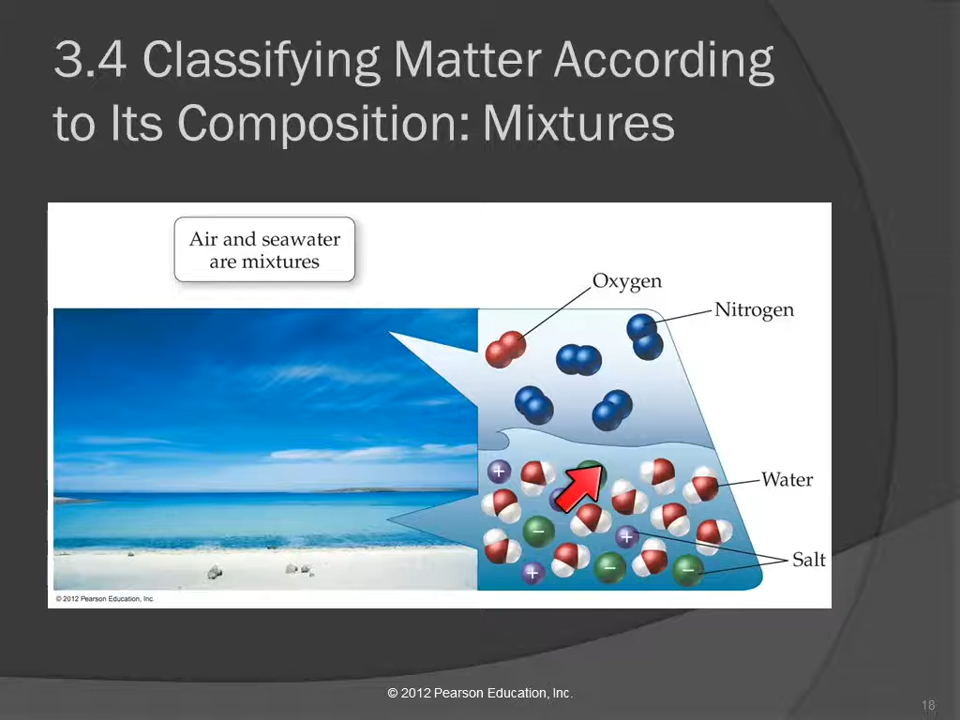 3.4 Classifying Matter According
to Its Composition: Mixtures
Air and seawater
are mixtures
Oxygen
Nitrogen
+
Water
−
+
Salt
+
−
−
© 2012 Pearson Education, Inc.
© 2012 Pearson Education, Inc.
18